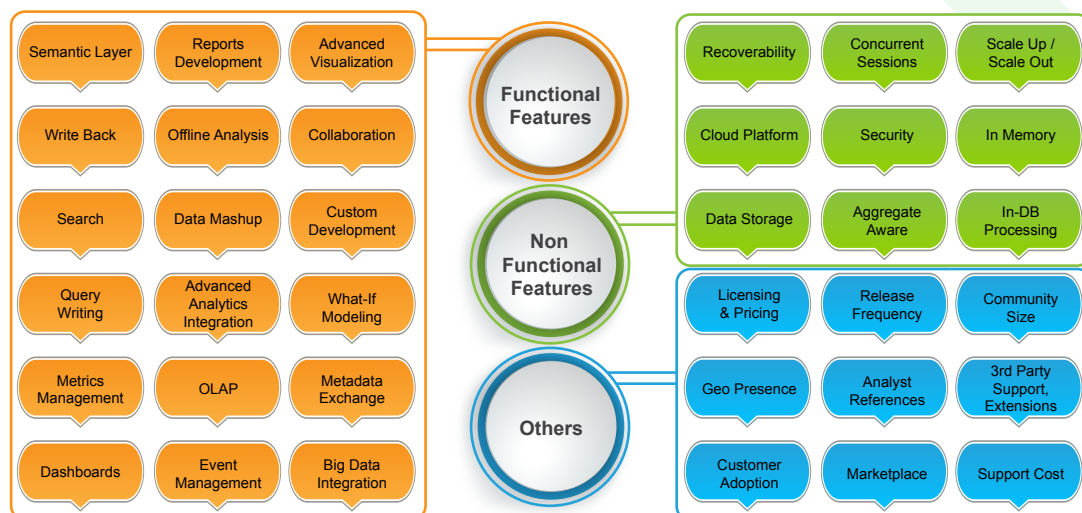 Semantic Layer
Reports
Development
Advanced
Visualization
Write Back
Offline Analysis
Collaboration
Search
Data Mashup
Custom
Development
Query
Writing
Advanced
Analytics
Integration
What-If
Modeling
Metrics
Management
OLAP
Metadata
Exchange
Dashboards
Event
Management
Big Data
Integration
Functional
Features
Non
Functional
Features
Others
Recoverability
Concurrent
Sessions
Scale Up /
Scale Out
Cloud Platform
Security
In Memory
Data Storage
Aggregate
Aware
In-DB
Processing
Licensing
& Pricing
Release
Frequency
Community
Size
Geo Presence
Analyst
References
3rd Party
Support,
Extensions
Customer
Adoption
Marketplace
Support Cost